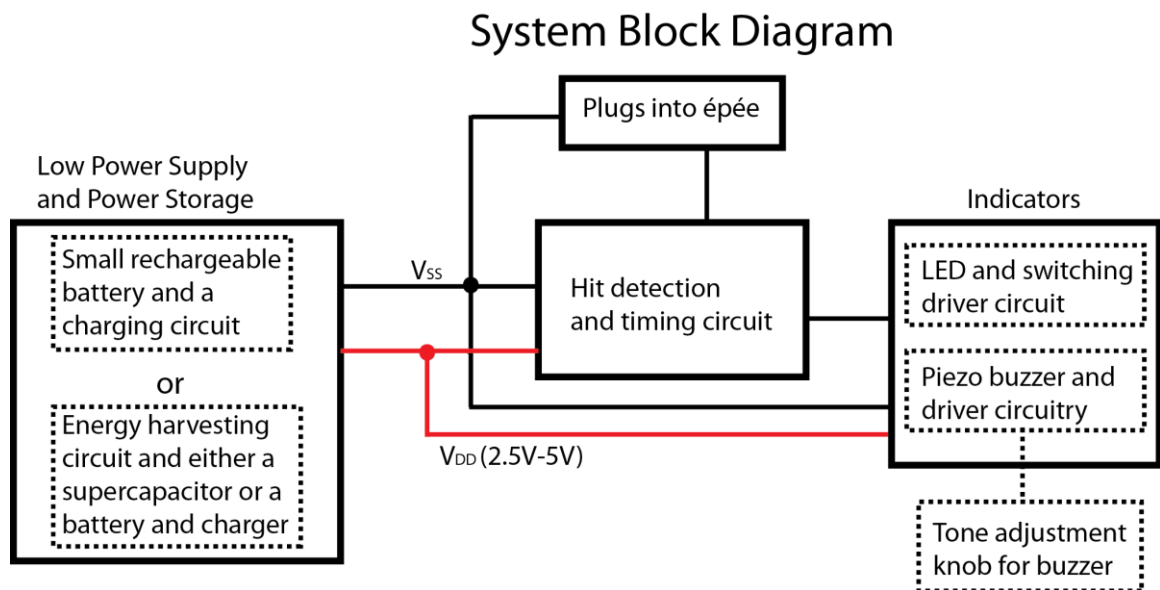 System Block Diagram
Plugs into épée
Low Power Supply
and Power Storage
Small rechargeable
battery and a
charging circuit
or
Energy harvesting
circuit and either a
supercapacitor or a
battery and charger
VSS
VDD (2.5V-5V)
Hit detection
and timing circuit
Indicators
LED and switching
driver circuit
Piezo buzzer and
driver circuitry
Tone adjustment
knob for buzzer